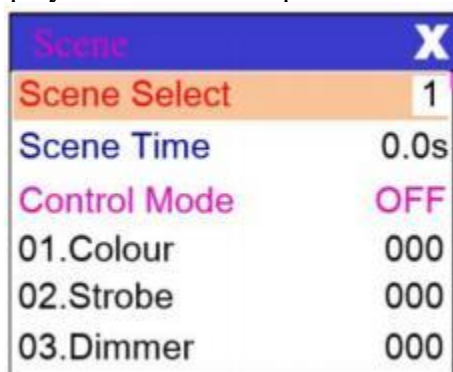 Scene X
Scene Select 1
Scene Time 0.0s
Control Mode OFF
01.Colour 000
02.Strobe 000
03.Dimmer 000